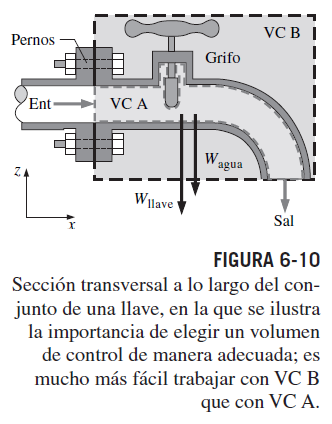 VC B
Pernos
Grifo
Ent
VC A
W agua
W llave
z
x
Sal
FIGURA 6-10
Sección transversal a lo largo del con-
junto de una llave, en la que se ilustra
la importancia de elegir un volumen
de control de manera adecuada; es
mucho más fácil trabajar con VC B
que con VC A.